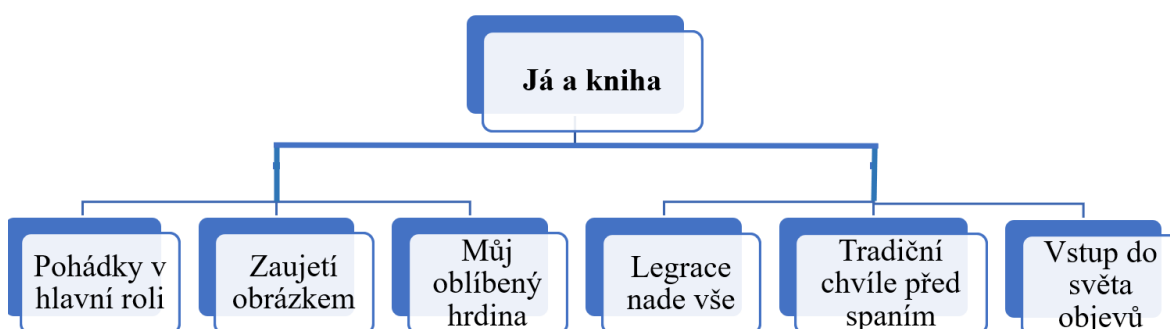 Já a kniha
Pohádky v
hlavní roli
Zaujetí
obrázkem
Můj
oblíbený
hrdina
Legrace
nade vše
Tradiční
chvíle před
spaním
Vstup do
světa
objevů